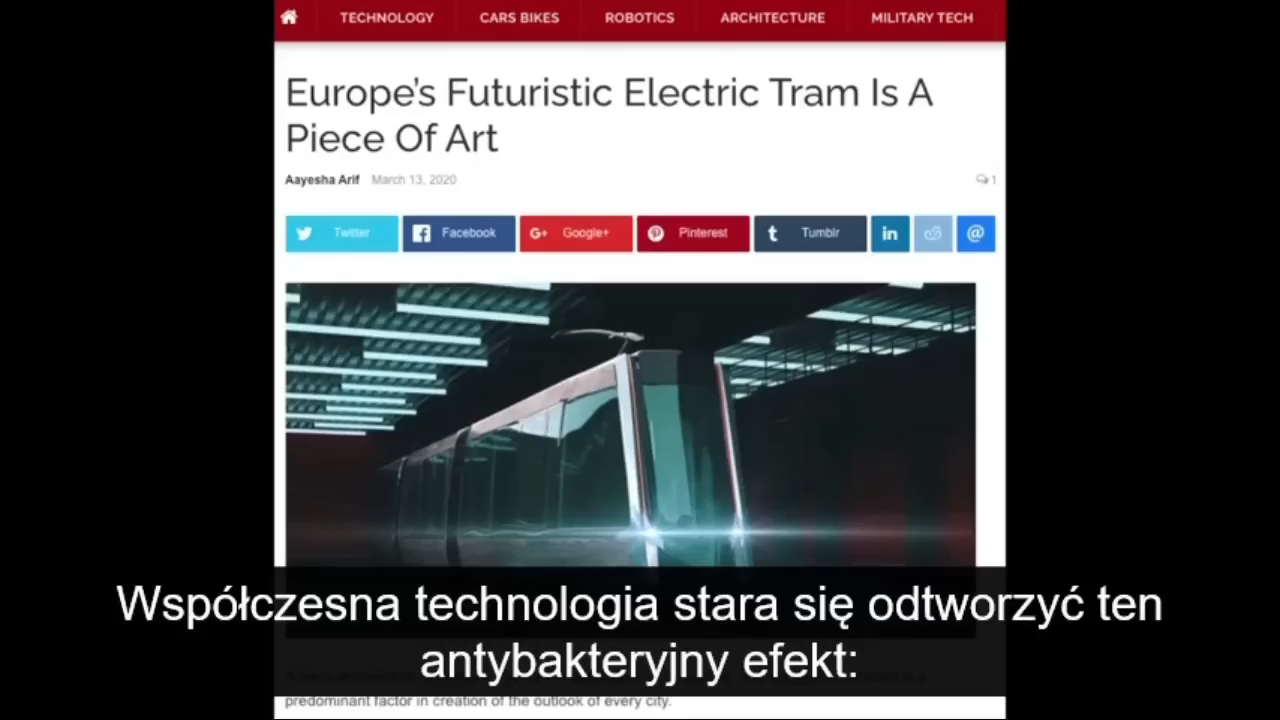 TECHNOLOGY CARS BIKES ROBOTICS ARCHITECTURE MILITARY TECH
Europe's Futuristic Electric Tram Is A
Piece Of Art
Aayesha Arif March 13, 2020 1
Twitter Facebook G+ Google+ Pinterest t Tumblr in @
Współczesna technologia stara się odtworzyć ten
antybakteryjny efekt:
predominant factor in creation of the outlook of every city.